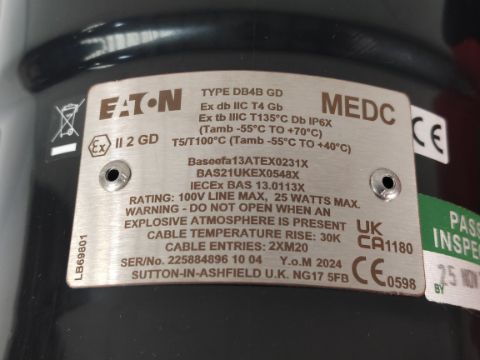 EATON
TYPE DB4B GD
MEDC
Ex db IIC T4 Gb
Ex tb IIIC T135°C Db IP6X
(Tamb -55°C TO +70°C)
Ex II 2 GD
T5/T100°C (Tamb -55°C TO +40°C)
Baseefa13ATEX0231X
BAS21UKEX0548X
IECEx BAS 13.0113X
RATING: 100V LINE MAX, 25 WATTS MAX.
WARNING - DO NOT OPEN WHEN AN
EXPLOSIVE ATMOSPHERE IS PRESENT
CABLE TEMPERATURE RISE: 30K
CABLE ENTRIES: 2XM20
UK
CA 1180
SER/No. 225884896 10 04 Y.o.M 2024
SUTTON-IN-ASHFIELD U.K. NG17 5FB
CE 0598
LB69801
CE
PASS
INSPE
25 NOV
BY